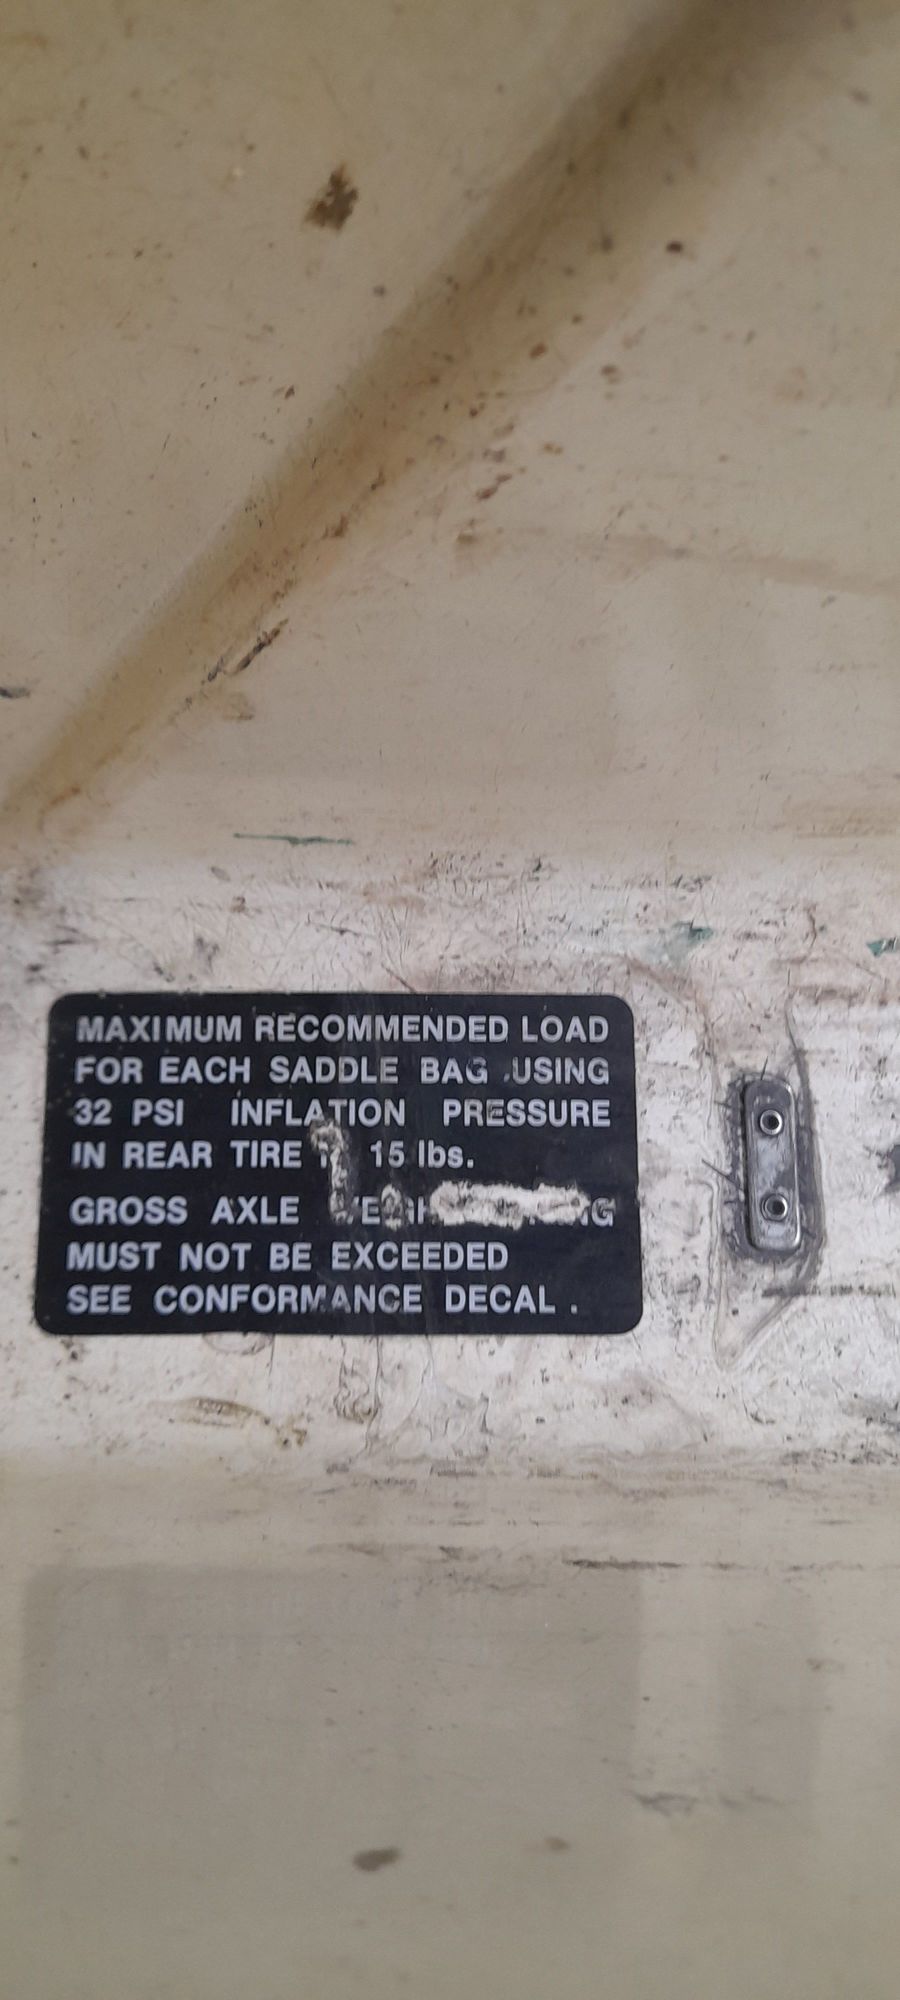 MAXIMUM RECOMMENDED LOAD
FOR EACH SADDLE BAG USING
32 PSI INFLATION PRESSURE
IN REAR TIRE 15 lbs.
GROSS AXLE
MUST NOT BE EXCEEDED
SEE CONFORMANCE DECAL.